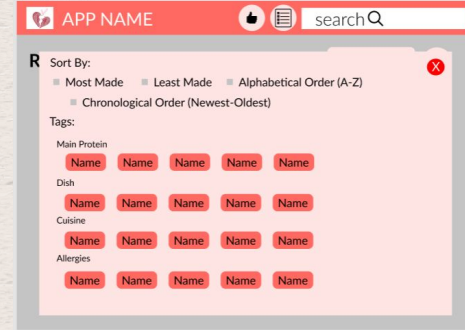 APP NAME
search
R
Sort By:
X
Most Made Least Made Alphabetical Order (A-Z)
Chronological Order (Newest-Oldest)
Tags:
Main Protein
Name Name Name Name Name
Dish
Name Name Name Name Name
Cuisine
Name Name Name Name Name
Allergies
Name Name Name Name Name